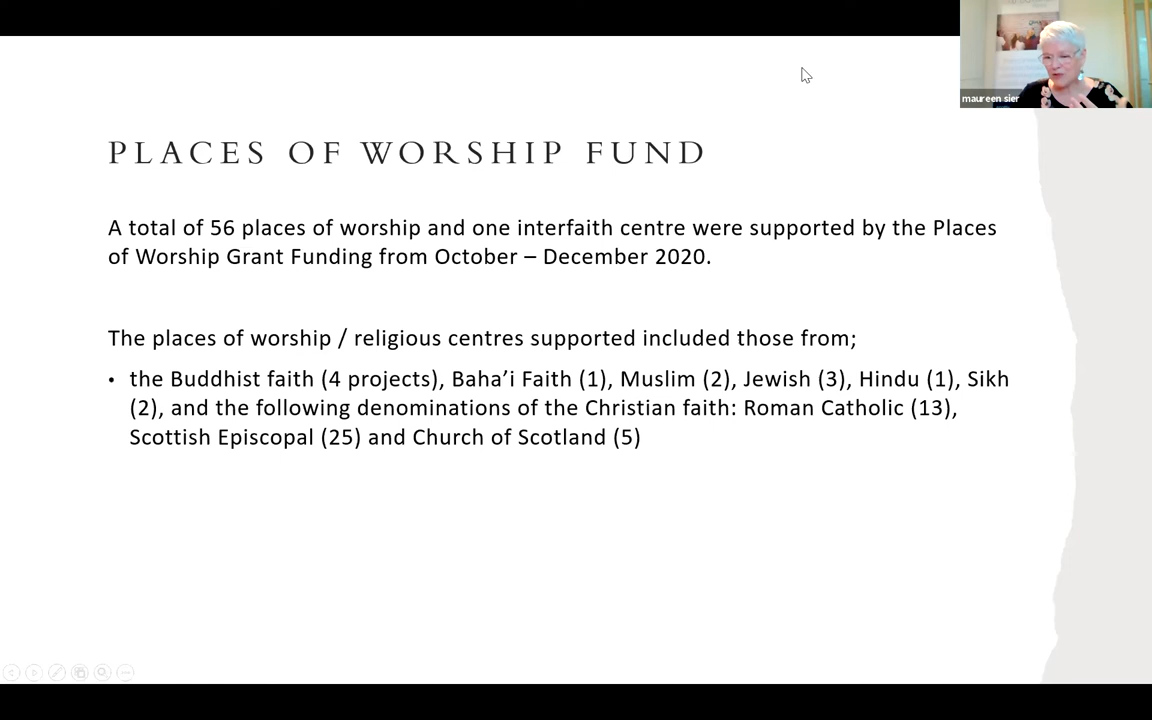 maureen sier
PLACES OF WORSHIP FUND
A total of 56 places of worship and one interfaith centre were supported by the Places
of Worship Grant Funding from October – December 2020.
The places of worship / religious centres supported included those from;
• the Buddhist faith (4 projects), Baha’i Faith (1), Muslim (2), Jewish (3), Hindu (1), Sikh
(2), and the following denominations of the Christian faith: Roman Catholic (13),
Scottish Episcopal (25) and Church of Scotland (5)